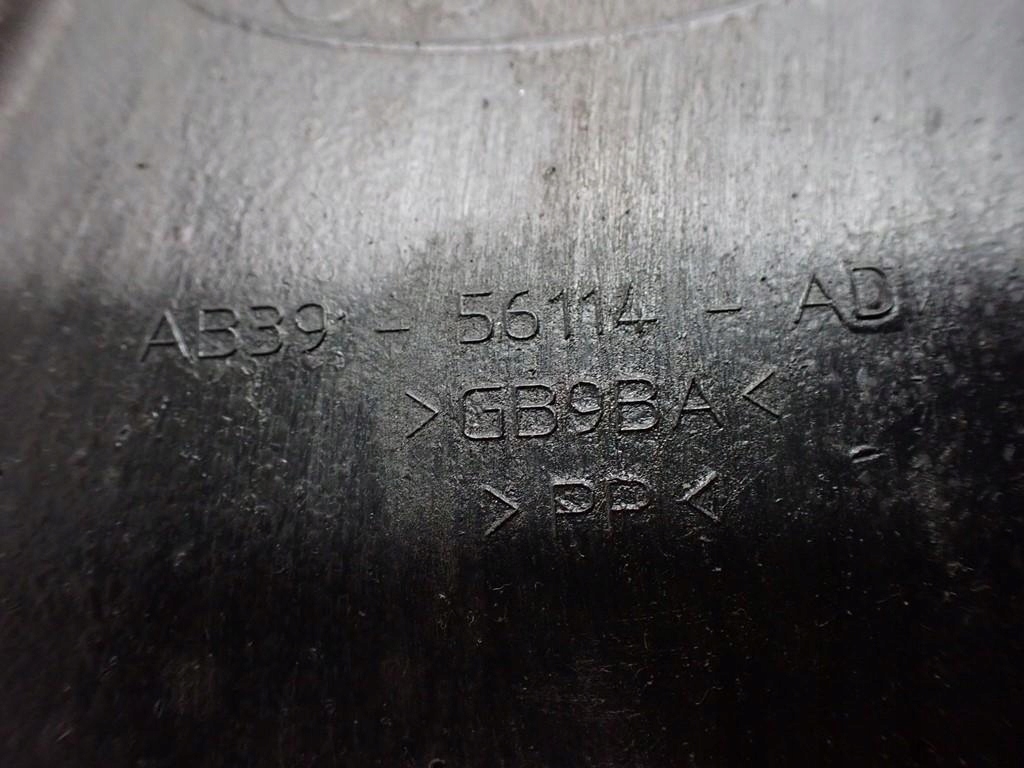 AB39 - 56114 - AD
>GB9BA<
>PP<